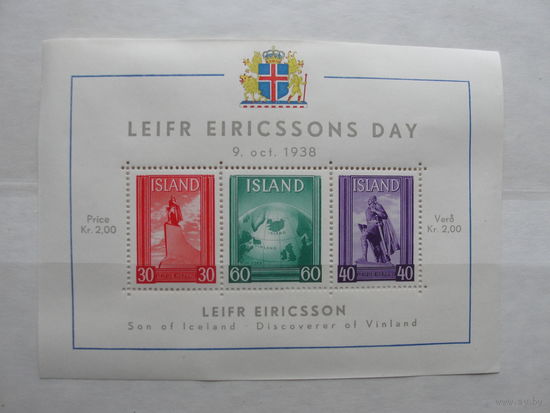 LEIFR EIRICSSONS DAY
9. oct. 1938
Price
Kr. 2,00
ISLAND
30 30
ISLAND
60 60
ISLAND
40 40
Verð
Kr. 2,00
LEIFR EIRICSSON
Son of Iceland - Discoverer of Vinland